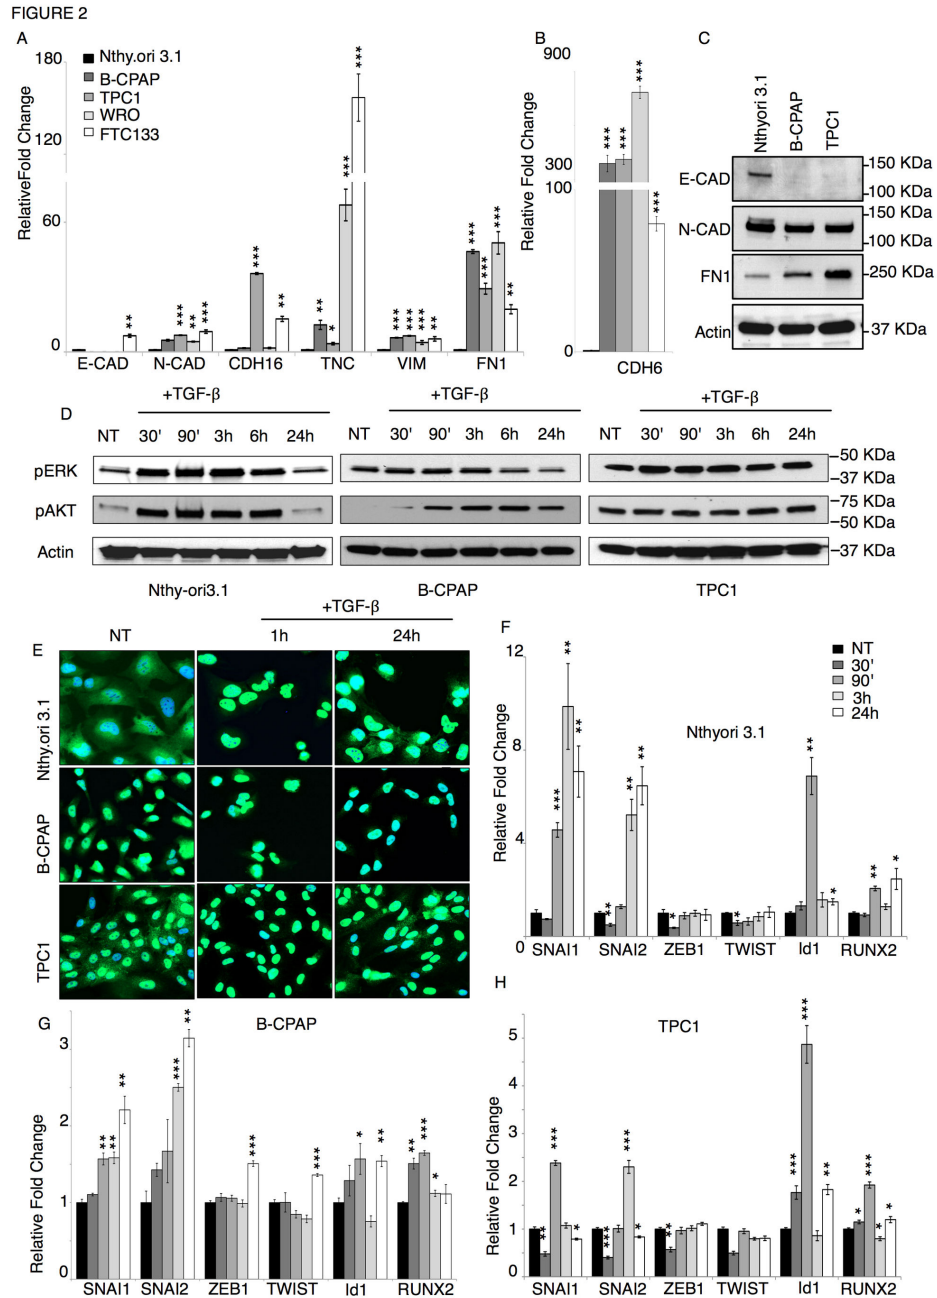 FIGURE 2
A
Nthy.ori 3.1
B-CPAP
TPC1
WRO
FTC133
RelativeFold Change
180
120
60
0
***
***
**
** *** ** ***
*** **
** * *** ***
*** *** *** **
*** *** *** **
E-CAD N-CAD CDH16 TNC VIM FN1
B
Relative Fold Change
900
300
100
0
*** *** *** ***
CDH6
C
Nthyori 3.1 B-CPAP TPC1
E-CAD
150 KDa
100 KDa
N-CAD
150 KDa
100 KDa
FN1
250 KDa
Actin
37 KDa
D
+TGF-β +TGF-β +TGF-β
NT 30' 90' 3h 6h 24h NT 30' 90' 3h 6h 24h NT 30' 90' 3h 6h 24h
pERK
50 KDa
37 KDa
pAKT
75 KDa
50 KDa
Actin
37 KDa
Nthy-ori3.1 B-CPAP TPC1
E
+TGF-β
NT 1h 24h
Nthy.ori 3.1
B-CPAP
TPC1
F
NT
30'
90'
3h
24h
Nthyori 3.1
Relative Fold Change
12
8
4
0
*** ** **
** ** **
*
*
** *
** *
SNAI1 SNAI2 ZEB1 TWIST Id1 RUNX2
G
B-CPAP
Relative Fold Change
3
2
1
0
** ** **
*** **
***
***
* **
** *** *
SNAI1 SNAI2 ZEB1 TWIST Id1 RUNX2
H
TPC1
Relative Fold Change
5
4
3
2
1
0
** *** *
*** *** *
**
*** *** **
* *** * *
SNAI1 SNAI2 ZEB1 TWIST Id1 RUNX2